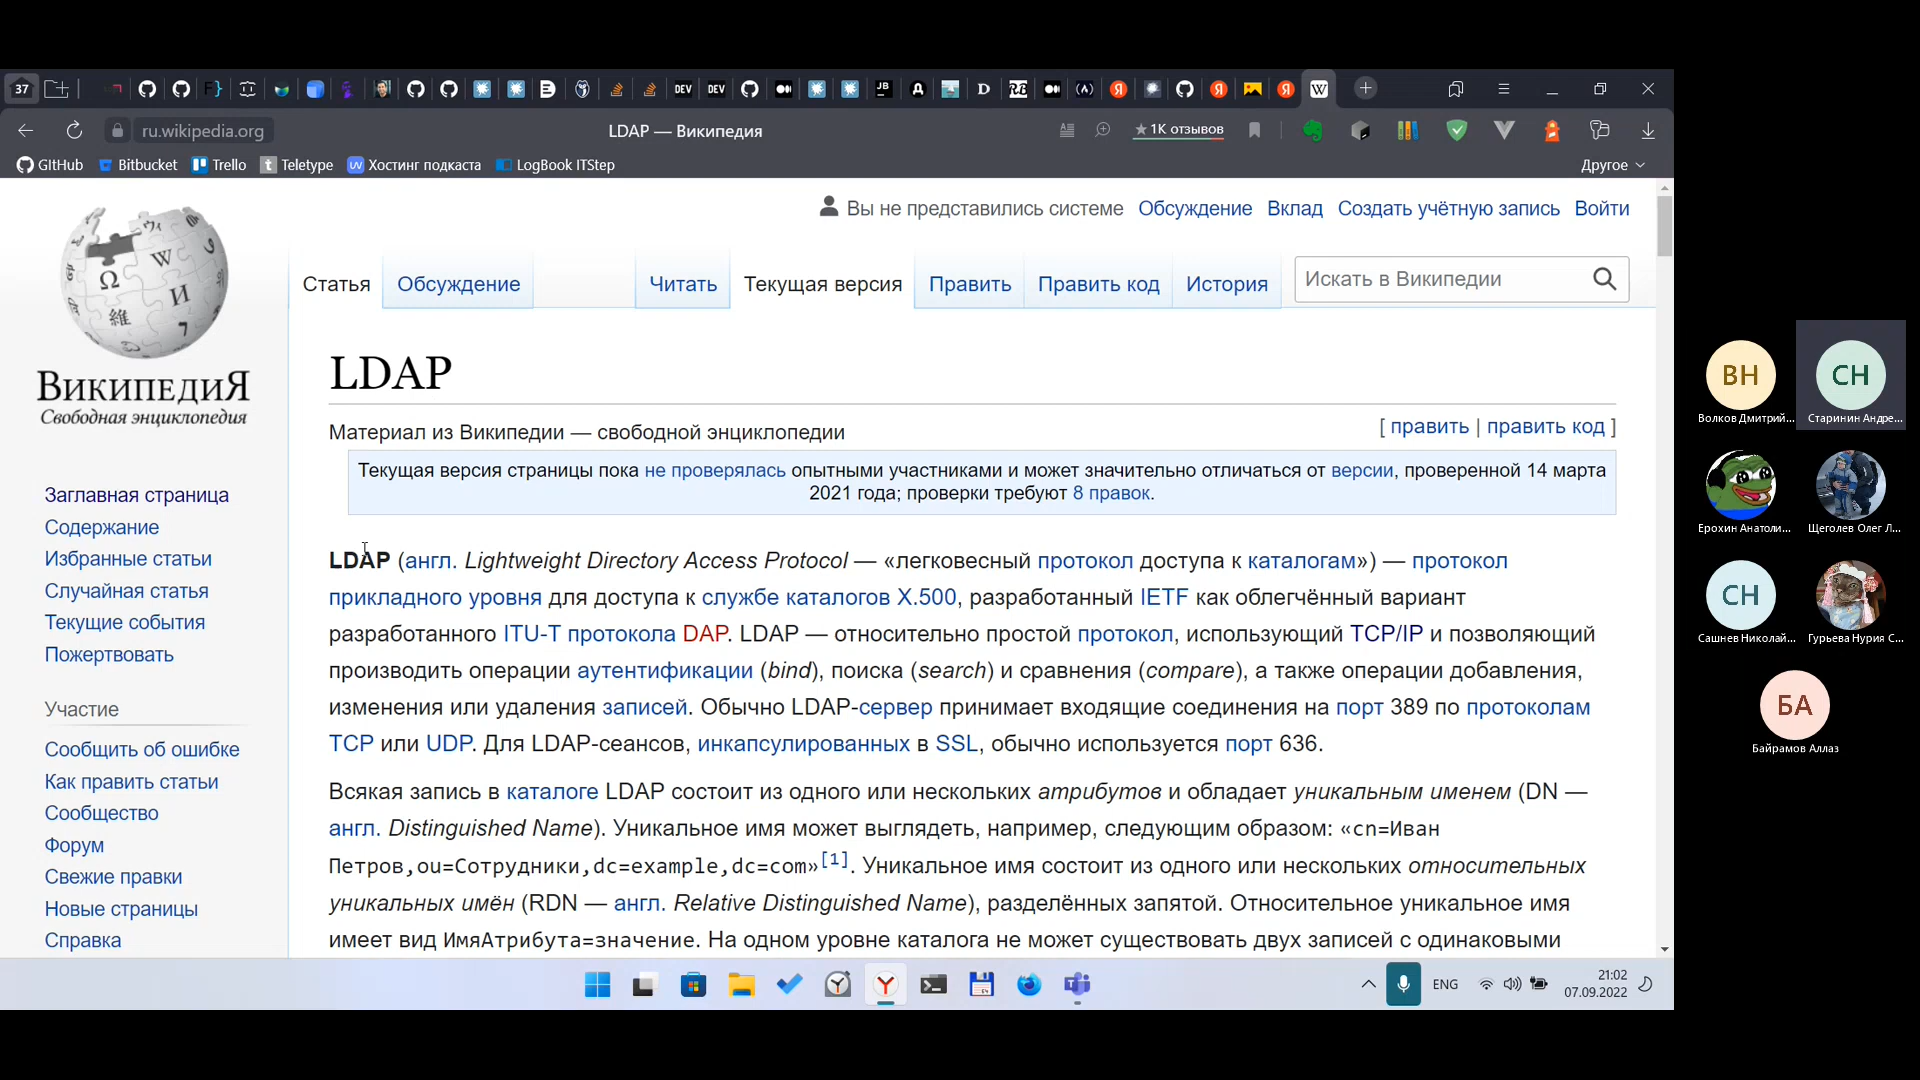 37
DEV
DEV
JB
ru.wikipedia.org
LDAP — Википедия
★ 1К отзывов
GitHub
Bitbucket
Trello
Teletype
Хостинг подкаста
LogBook ITStep
Другое
Вы не представились системе Обсуждение Вклад Создать учётную запись Войти
ВикипедиЯ
Свободная энциклопедия
Статья Обсуждение Читать Текущая версия Править Править код История
Искать в Википедии
LDAP
Материал из Википедии — свободной энциклопедии
[ править | править код ]
Текущая версия страницы пока не проверялась опытными участниками и может значительно отличаться от версии, проверенной 14 марта
2021 года; проверки требуют 8 правок.
LDAP (англ. Lightweight Directory Access Protocol — «легковесный протокол доступа к каталогам») — протокол
прикладного уровня для доступа к службе каталогов X.500, разработанный IETF как облегчённый вариант
разработанного ITU-T протокола DAP. LDAP — относительно простой протокол, использующий TCP/IP и позволяющий
производить операции аутентификации (bind), поиска (search) и сравнения (compare), а также операции добавления,
изменения или удаления записей. Обычно LDAP-сервер принимает входящие соединения на порт 389 по протоколам
TCP или UDP. Для LDAP-сеансов, инкапсулированных в SSL, обычно используется порт 636.
Всякая запись в каталоге LDAP состоит из одного или нескольких атрибутов и обладает уникальным именем (DN —
англ. Distinguished Name). Уникальное имя может выглядеть, например, следующим образом: «cn=Иван
Петров,ou=Сотрудники,dc=example,dc=com»[1]. Уникальное имя состоит из одного или нескольких относительных
уникальных имён (RDN — англ. Relative Distinguished Name), разделённых запятой. Относительное уникальное имя
имеет вид ИмяАтрибута=значение. На одном уровне каталога не может существовать двух записей с одинаковыми
Заглавная страница
Содержание
Избранные статьи
Случайная статья
Текущие события
Пожертвовать
Участие
Сообщить об ошибке
Как править статьи
Сообщество
Форум
Свежие правки
Новые страницы
Справка
ENG
21:02
07.09.2022
ВН
Волков Дмитрий...
СН
Старинин Андре...
Ерохин Анатоли...
Щеголев Олег Л...
СН
Сашнев Николай...
Гурьева Нурия С...
БА
Байрамов Аллаз